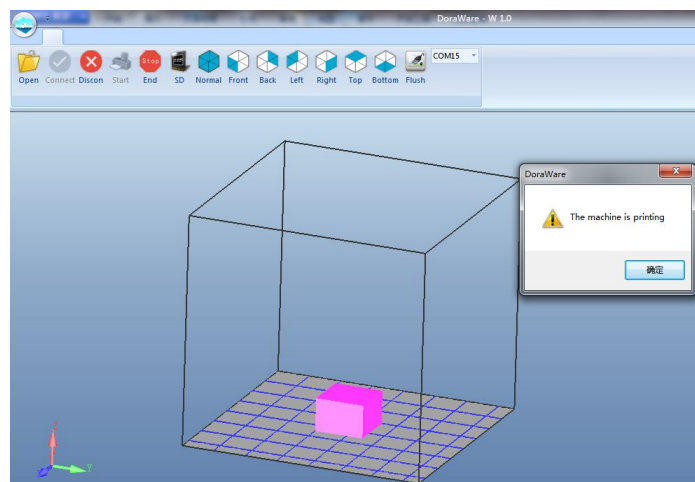 DoraWare - W 1.0
Stop
COM15
Open Connect Discon Start End SD Normal Front Back Left Right Top Bottom Flush
DoraWare
The machine is printing
确定
Z
Y